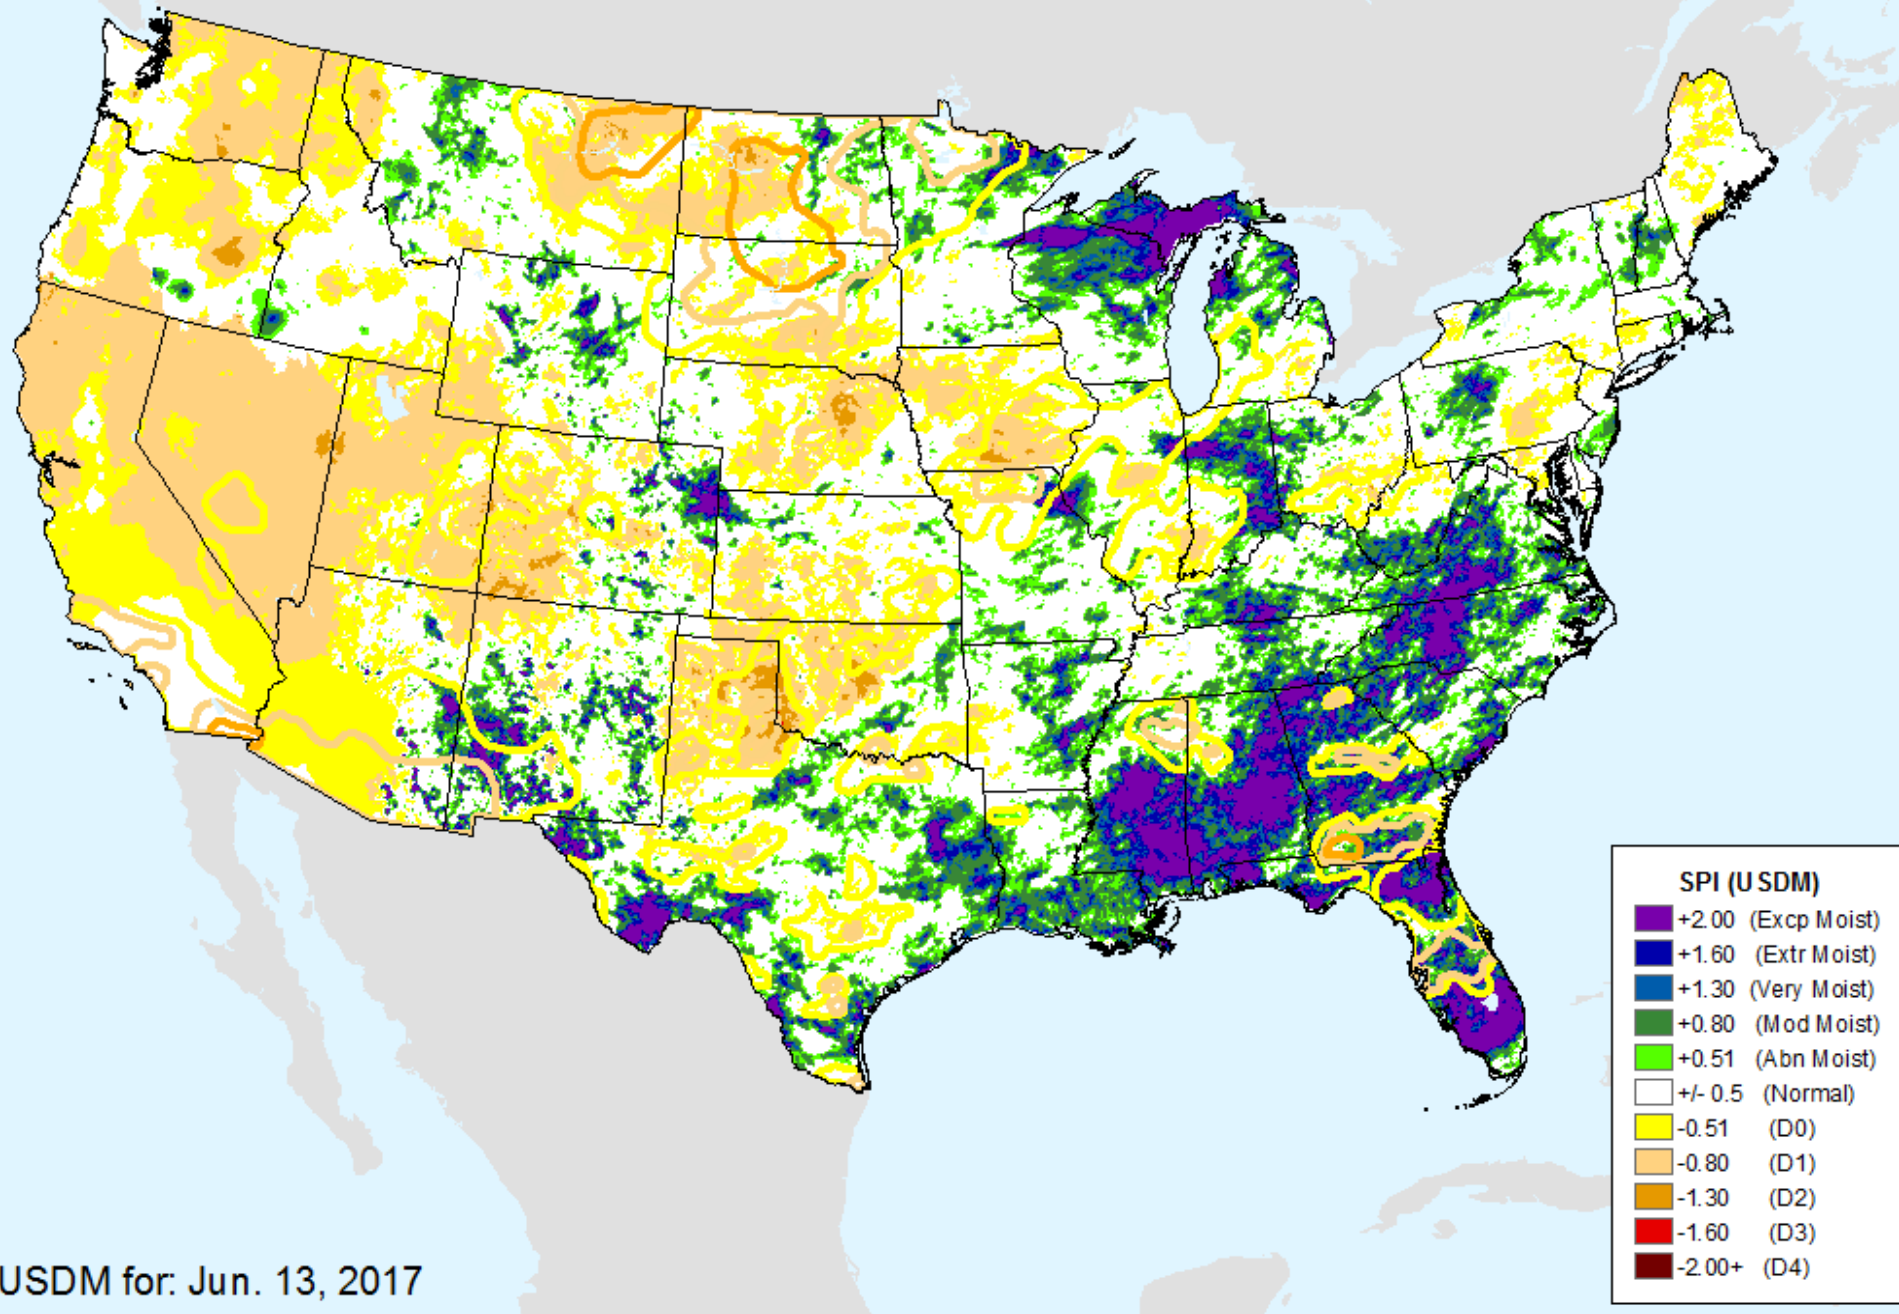 SPI (USDM)
+2.00 (Excp Moist)
+1.60 (Extr Moist)
+1.30 (Very Moist)
+0.80 (Mod Moist)
+0.51 (Abn Moist)
+/- 0.5 (Normal)
-0.51 (D0)
-0.80 (D1)
-1.30 (D2)
-1.60 (D3)
-2.00+ (D4)
USDM for: Jun. 13, 2017